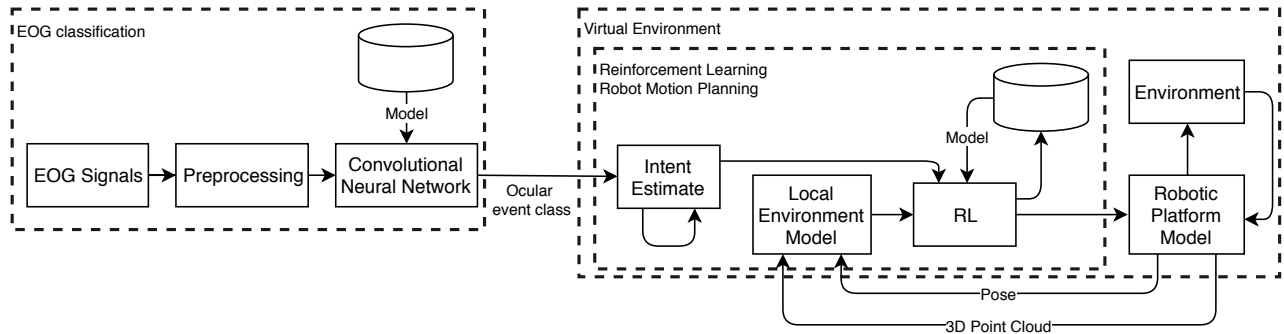 EOG classification
Model
EOG Signals
Preprocessing
Convolutional
Neural Network
Ocular
event class
Virtual Environment
Reinforcement Learning
Robot Motion Planning
Model
Intent
Estimate
Local
Environment
Model
RL
Environment
Robotic
Platform
Model
Pose
3D Point Cloud